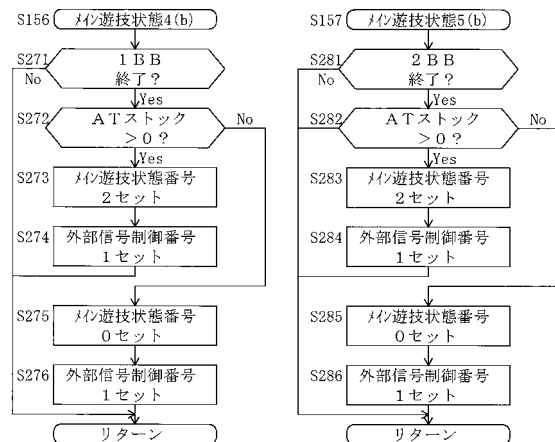 S156 メイン遊技状態4(b)
S271 1BB
終了?
No
Yes
S272 ATストック
>0?
No
Yes
S273 メイン遊技状態番号
2セット
S274 外部信号制御番号
1セット
S275 メイン遊技状態番号
0セット
S276 外部信号制御番号
1セット
リターン
S157 メイン遊技状態5(b)
S281 2BB
終了?
No
Yes
S282 ATストック
>0?
No
Yes
S283 メイン遊技状態番号
2セット
S284 外部信号制御番号
1セット
S285 メイン遊技状態番号
0セット
S286 外部信号制御番号
1セット
リターン